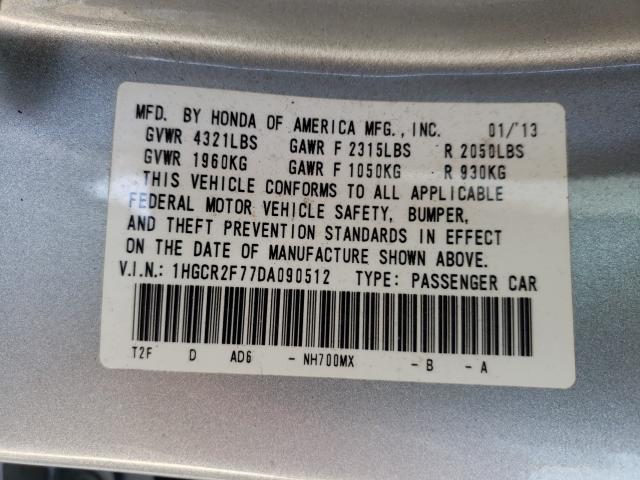 MFD. BY HONDA OF AMERICA MFG., INC. 01/'13
GVWR 4321LBS GAWR F 2315LBS R 2050LBS
GVWR 1960KG GAWR F 1050KG R 930KG
THIS VEHICLE CONFORMS TO ALL APPLICABLE
FEDERAL MOTOR VEHICLE SAFETY, BUMPER,
AND THEFT PREVENTION STANDARDS IN EFFECT
ON THE DATE OF MANUFACTURE SHOWN ABOVE.
V.I.N.: 1HGCR2F77DA090512 TYPE: PASSENGER CAR
T2F D AD6 - NH700MX - B - A